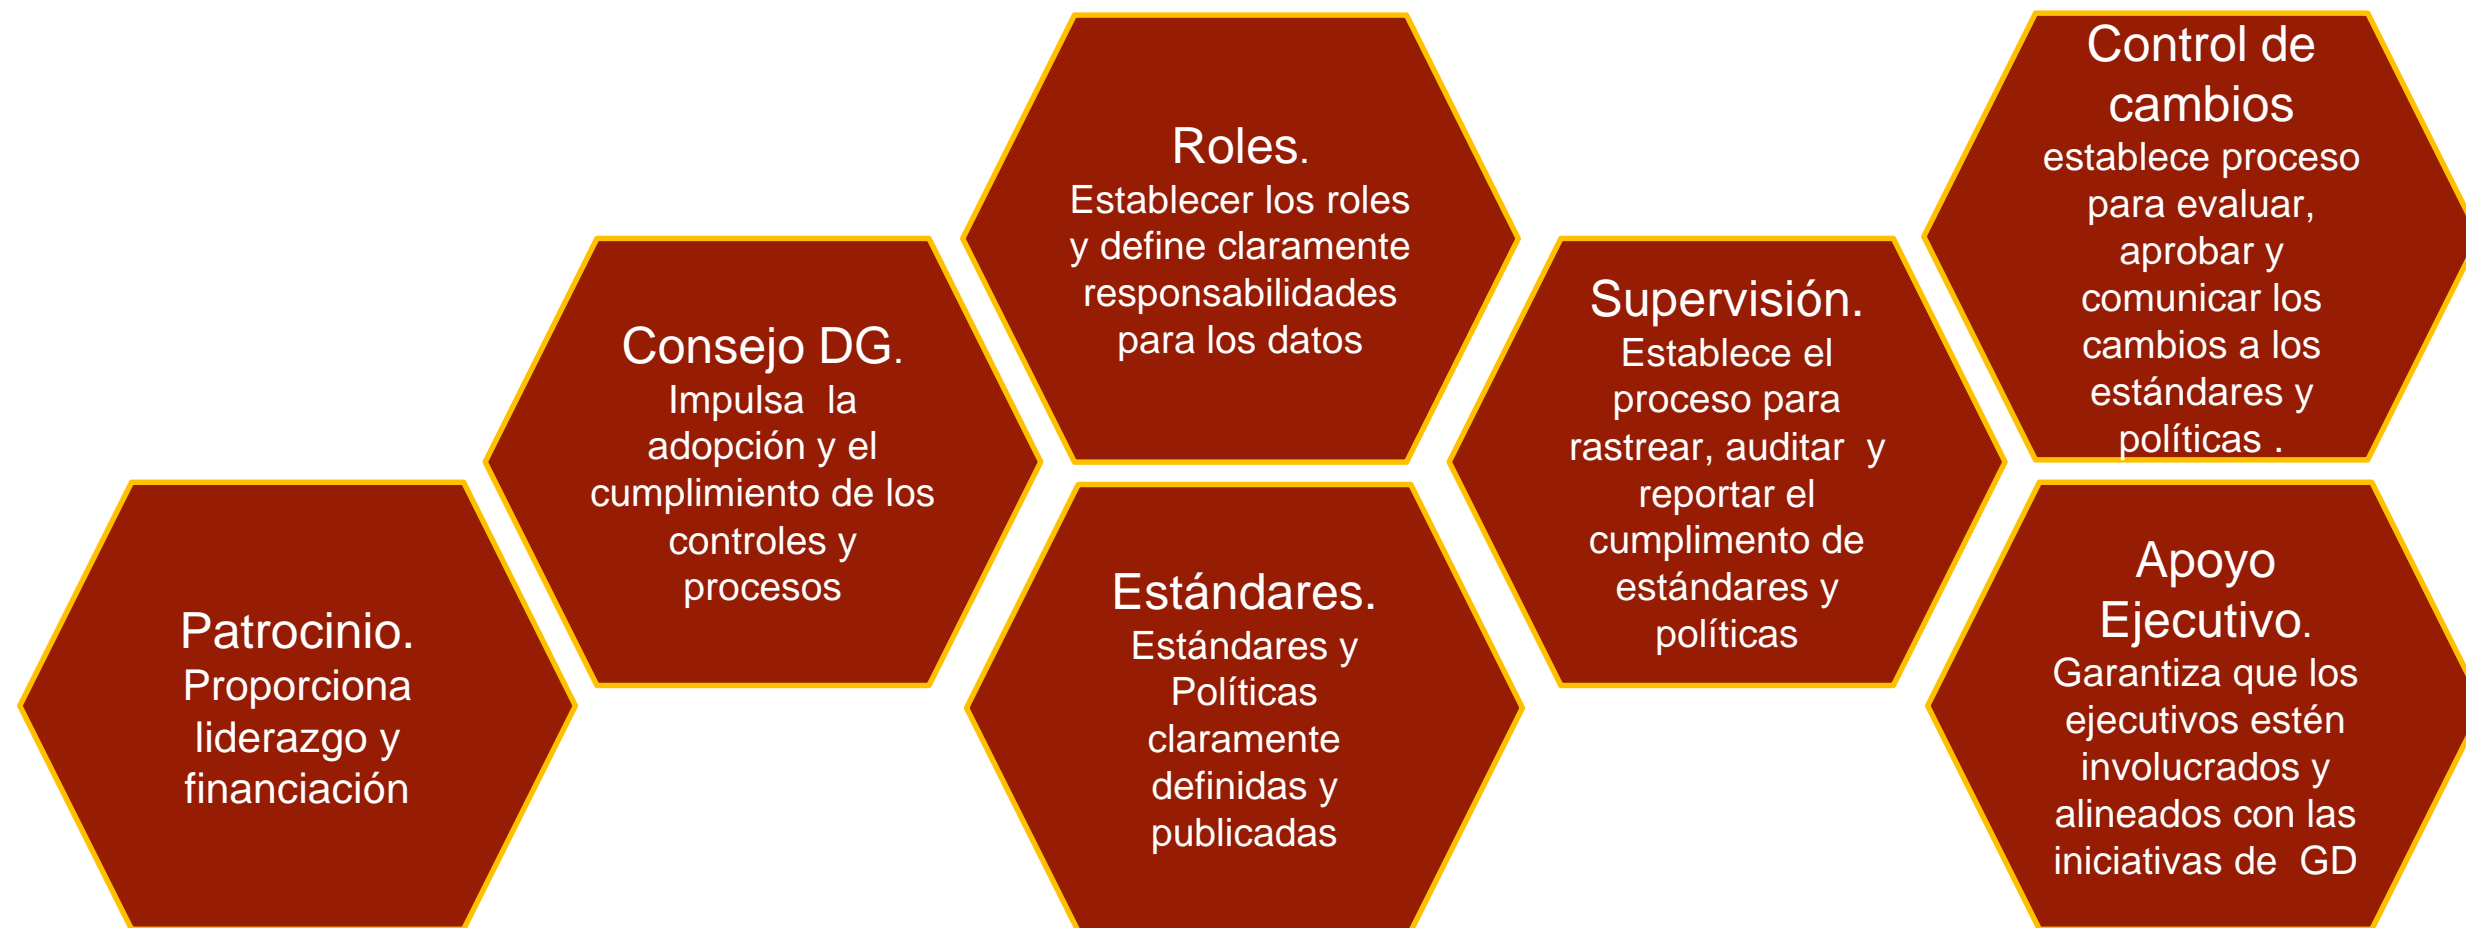 Patrocinio.
Proporciona
liderazgo y
financiación
Consejo DG.
Impulsa  la
adopción y el
cumplimiento de los
controles y
procesos
Roles.
Establecer los roles
y define claramente
responsabilidades
para los datos
Estándares.
Estándares y
Políticas
claramente
definidas y
publicadas
Supervisión.
Establece el
proceso para
rastrear, auditar  y
reportar el
cumplimento de
estándares y
políticas
Control de
cambios
establece proceso
para evaluar,
aprobar y
comunicar los
cambios a los
estándares y
políticas .
Apoyo
Ejecutivo.
Garantiza que los
ejecutivos estén
involucrados y
alineados con las
iniciativas de  GD